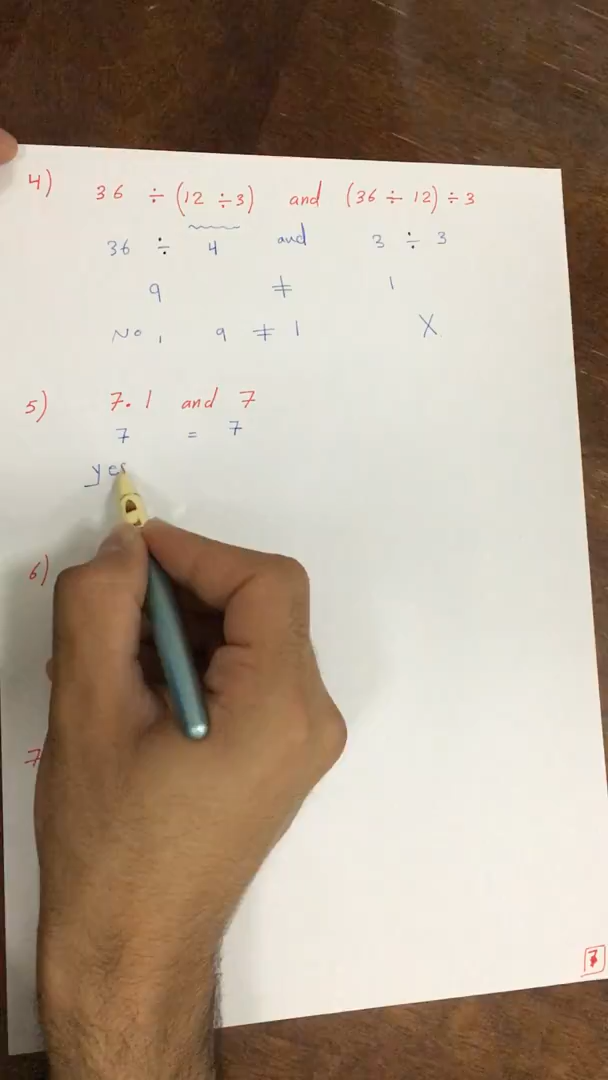 4) 36 ÷ (12 ÷ 3) and (36 ÷ 12) ÷ 3
36 ÷ 4 and 3 ÷ 3
9 ≠ 1
No, 9 ≠ 1 X
5) 7.1 and 7
7 = 7
yes
6)
7